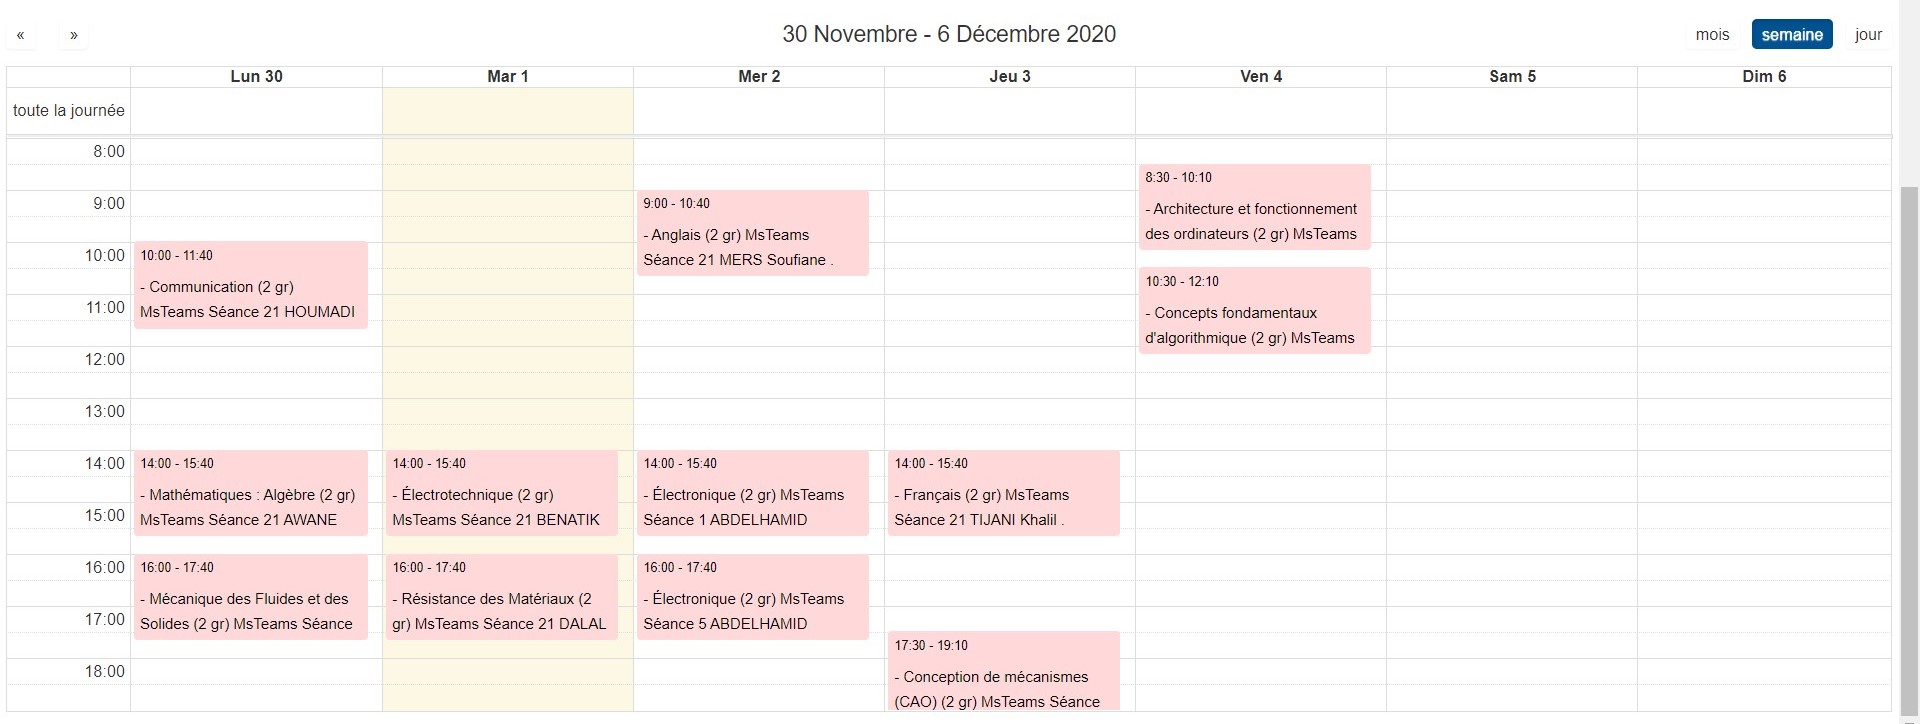 « » 30 Novembre - 6 Décembre 2020 mois semaine jour
Lun 30 Mar 1 Mer 2 Jeu 3 Ven 4 Sam 5 Dim 6
toute la journée
8:00
9:00
10:00
11:00
12:00
13:00
14:00
15:00
16:00
17:00
18:00
10:00 - 11:40
- Communication (2 gr)
MsTeams Séance 21 HOUMADI
14:00 - 15:40
- Mathématiques : Algèbre (2 gr)
MsTeams Séance 21 AWANE
16:00 - 17:40
- Mécanique des Fluides et des
Solides (2 gr) MsTeams Séance
14:00 - 15:40
- Électrotechnique (2 gr)
MsTeams Séance 21 BENATIK
16:00 - 17:40
- Résistance des Matériaux (2
gr) MsTeams Séance 21 DALAL
9:00 - 10:40
- Anglais (2 gr) MsTeams
Séance 21 MERS Soufiane .
14:00 - 15:40
- Électronique (2 gr) MsTeams
Séance 1 ABDELHAMID
16:00 - 17:40
- Électronique (2 gr) MsTeams
Séance 5 ABDELHAMID
14:00 - 15:40
- Français (2 gr) MsTeams
Séance 21 TIJANI Khalil .
17:30 - 19:10
- Conception de mécanismes
(CAO) (2 gr) MsTeams Séance
8:30 - 10:10
- Architecture et fonctionnement
des ordinateurs (2 gr) MsTeams
10:30 - 12:10
- Concepts fondamentaux
d'algorithmique (2 gr) MsTeams